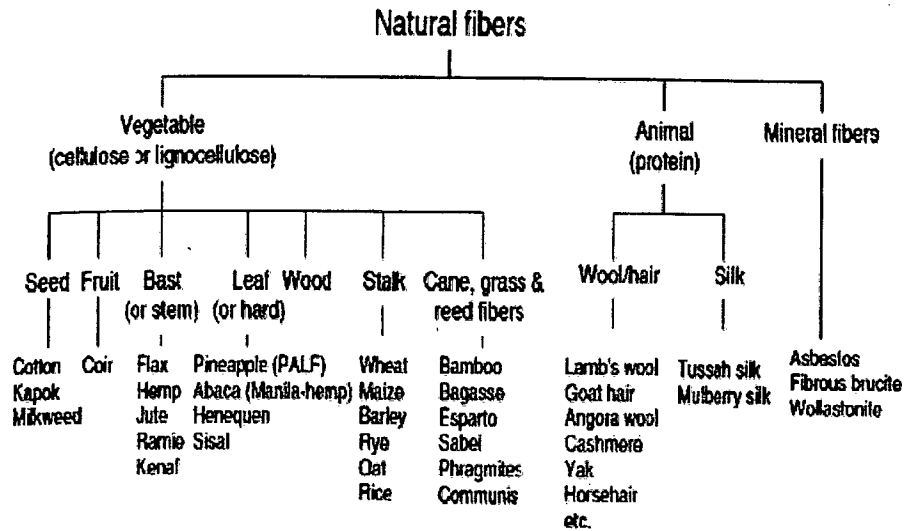 Natural fibers
Vegetable
(cellulose or lignocellulose)
Animal
(protein)
Mineral fibers
Seed
Fruit
Bast
(or stem)
Leaf
(or hard)
Wood
Stalk
Cane, grass &
reed fibers
Wool/hair
Silk
Cotton
Kapok
Milkweed
Coir
Flax
Hemp
Jute
Ramie
Kenaf
Pineapple (PALF)
Abaca (Manila-hemp)
Henequen
Sisal
Wheat
Maize
Barley
Rye
Oat
Rice
Bamboo
Bagasse
Esparto
Sabei
Phragmites
Communis
Lamb's wool
Goat hair
Angora wool
Cashmere
Yak
Horsehair
etc.
Tussah silk
Mulberry silk
Asbestos
Fibrous brucite
Wollastonite